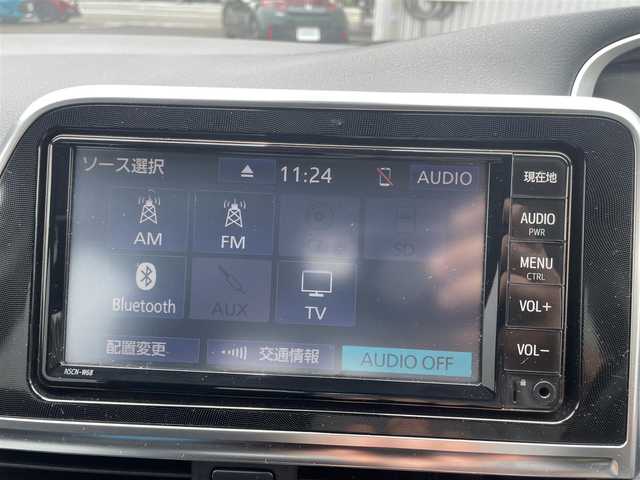 ソース選択
11:24
AUDIO
AM
FM
SD
Bluetooth
AUX
TV
配置変更
交通情報
AUDIO OFF
NSCN-W68
現在地
AUDIO
PWR
MENU
CTRL
VOL+
VOL-